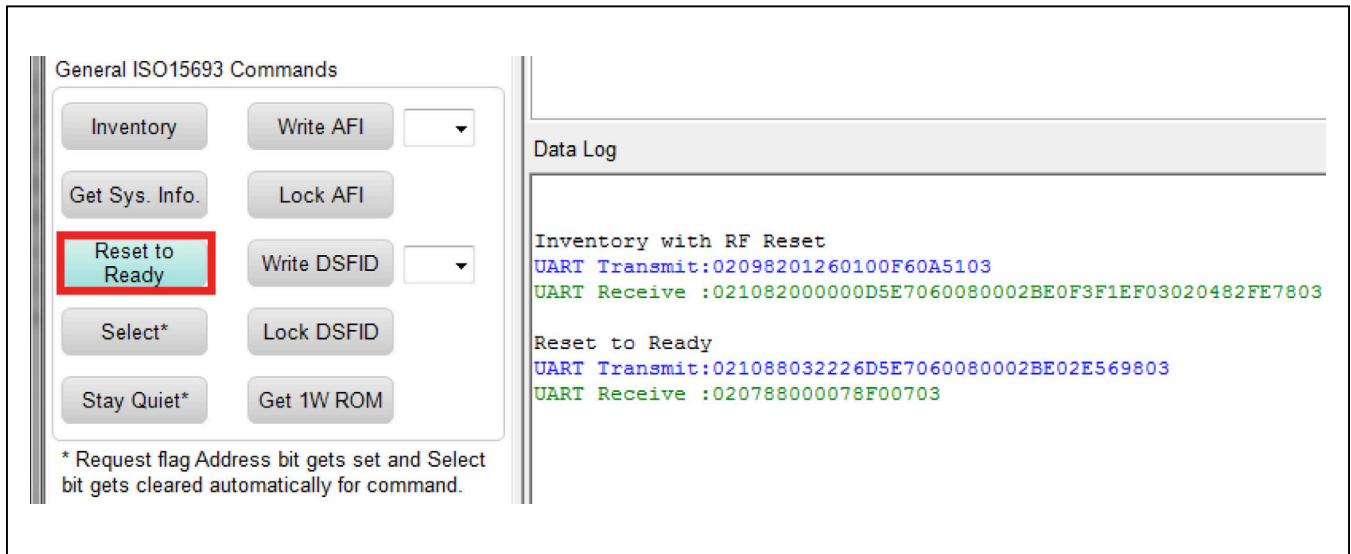 General ISO15693 Commands
Inventory
Write AFI
Get Sys. Info.
Lock AFI
Reset to
Ready
Write DSFID
Select*
Lock DSFID
Stay Quiet*
Get 1W ROM
* Request flag Address bit gets set and Select
bit gets cleared automatically for command.
Data Log
Inventory with RF Reset
UART Transmit:02098201260100F60A5103
UART Receive :021082000000D5E7060080002BE0F3F1EF03020482FE7803
Reset to Ready
UART Transmit:021088032226D5E7060080002BE02E569803
UART Receive :020788000078F00703